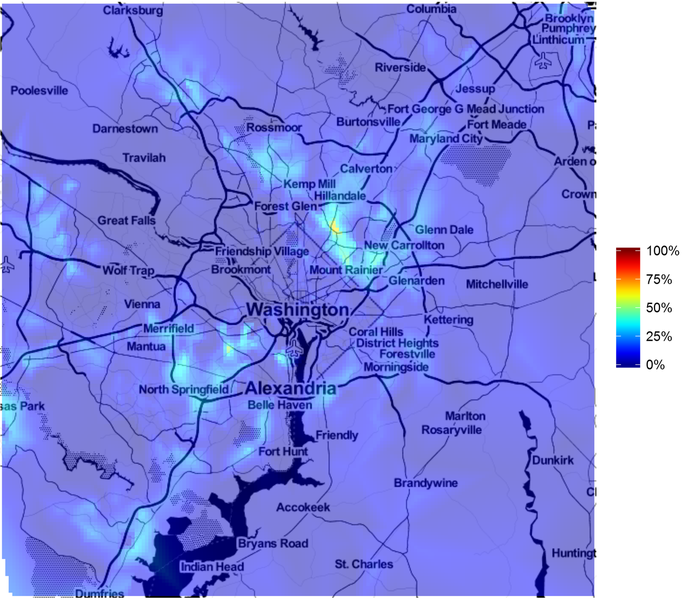 Clarksburg
Columbia
Brooklyn
Pumphrey
Linthicum
Riverside
Poolesville
Jessup
Fort George G Mead Junction
Darnestown
Rossmoor
Burtonsville
Fort Meade
Maryland City
Travilah
Calverton
Arden o
Kemp Mill
Hillandale
Crown
Forest Glen
Great Falls
Glenn Dale
New Carrollton
Friendship Village
Wolf Trap
Brookmont
Mount Rainier
Glenarden
Mitchellville
Vienna
Washington
Kettering
Merrifield
Coral Hills
District Heights
Mantua
Forestville
Morningside
North Springfield
Alexandria
Belle Haven
sas Park
Marlton
Rosaryville
Friendly
Fort Hunt
Dunkirk
Brandywine
Accokeek
Bryans Road
Huntingt
Indian Head
St. Charles
Dumfries
100%
75%
50%
25%
0%